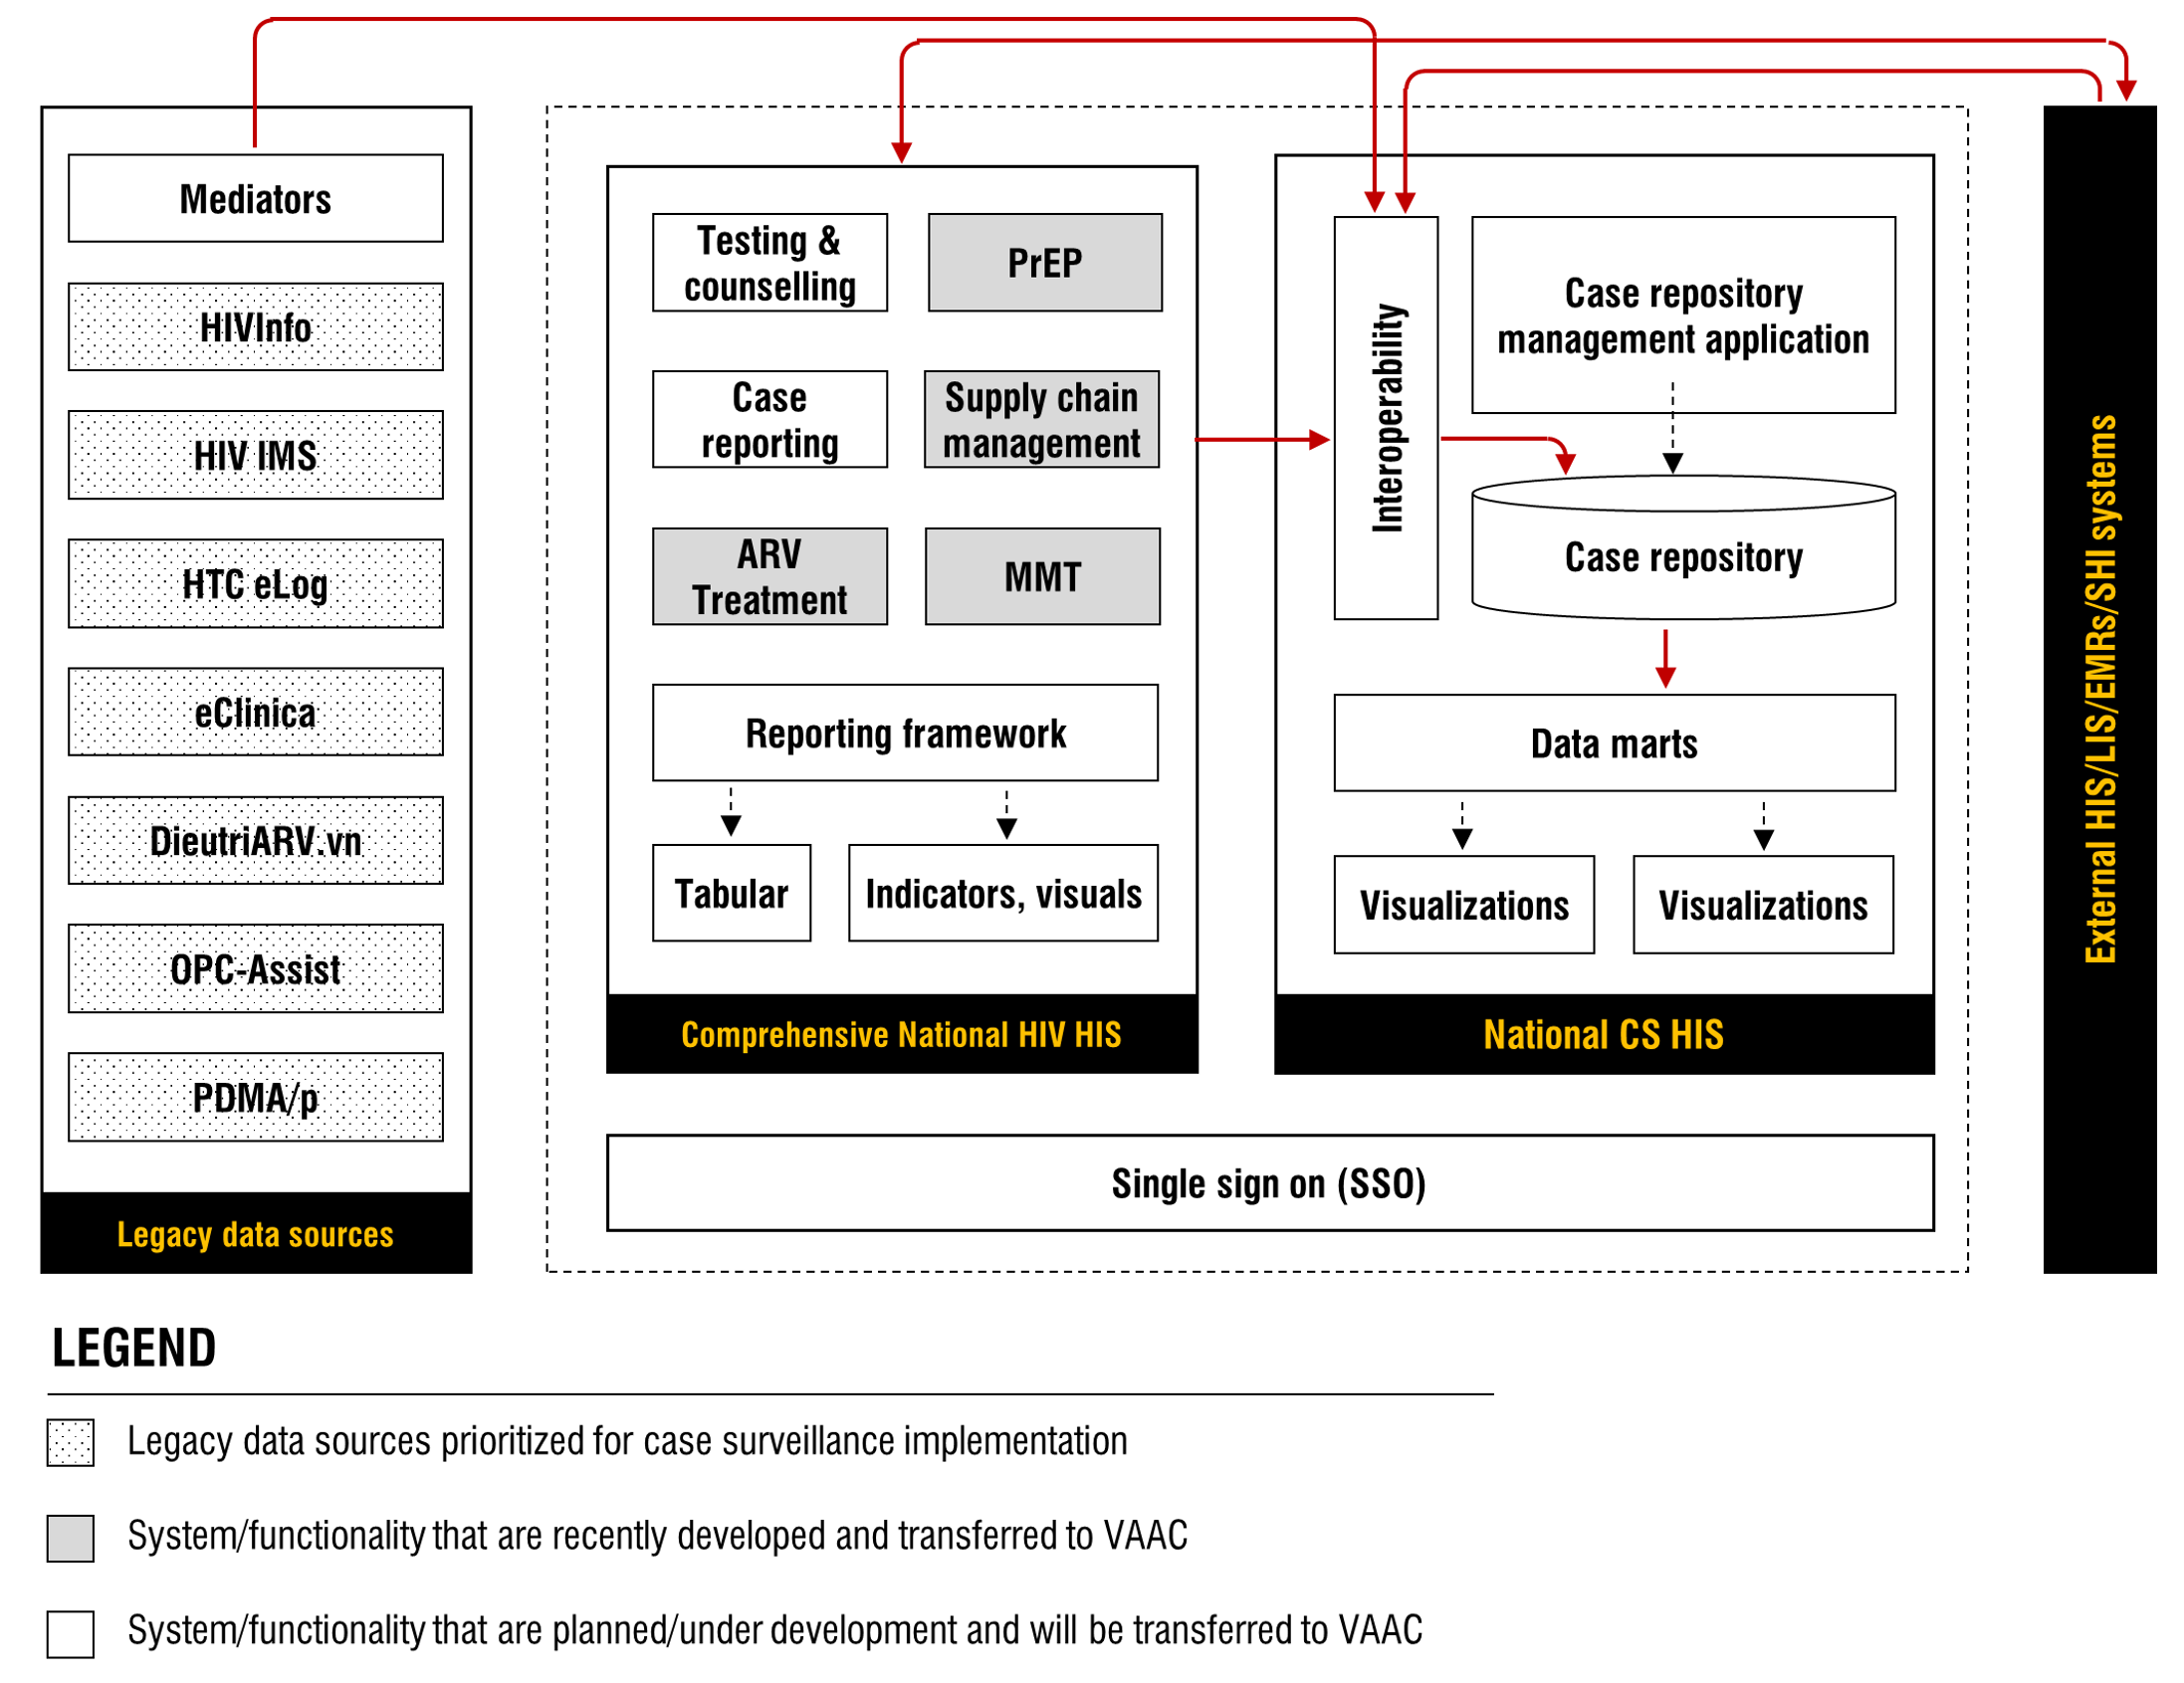 Mediators
HIVInfo
HIV IMS
HTC eLog
eClinica
DieutriARV.vn
OPC-Assist
PDMA/p
Legacy data sources
Testing &
counselling
PrEP
Case
reporting
Supply chain
management
ARV
Treatment
MMT
Reporting framework
Tabular
Indicators, visuals
Comprehensive National HIV HIS
Interoperability
Case repository
management application
Case repository
Data marts
Visualizations
Visualizations
National CS HIS
Single sign on (SSO)
External HIS/LIS/EMRs/SHI systems
LEGEND
Legacy data sources prioritized for case surveillance implementation
System/functionality that are recently developed and transferred to VAAC
System/functionality that are planned/under development and will be transferred to VAAC